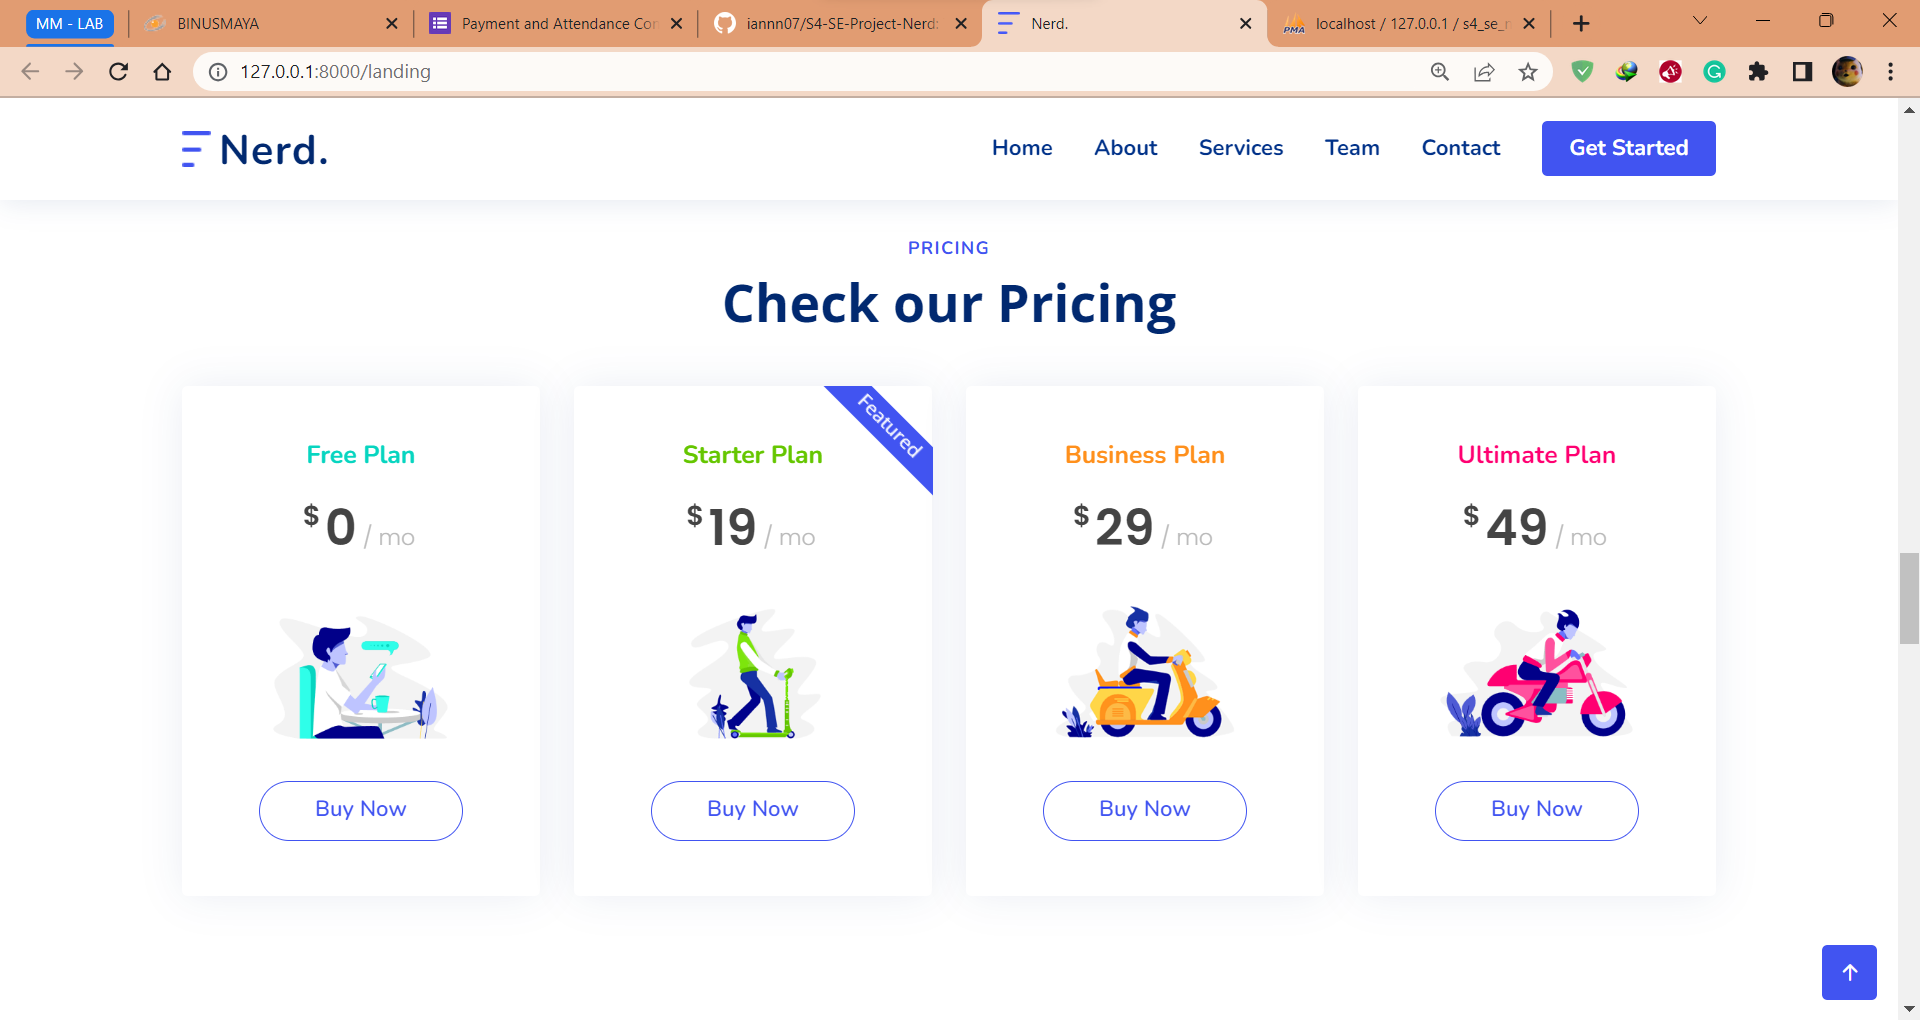 MM - LAB
BINUSMAYA
Payment and Attendance Con
iannn07/S4-SE-Project-Nerd:
Nerd.
localhost / 127.0.0.1 / s4_se_n
127.0.0.1:8000/landing
Nerd.
Home
About
Services
Team
Contact
Get Started
PRICING
Check our Pricing
Free Plan
$0 / mo
Buy Now
Featured
Starter Plan
$19 / mo
Buy Now
Business Plan
$29 / mo
Buy Now
Ultimate Plan
$49 / mo
Buy Now